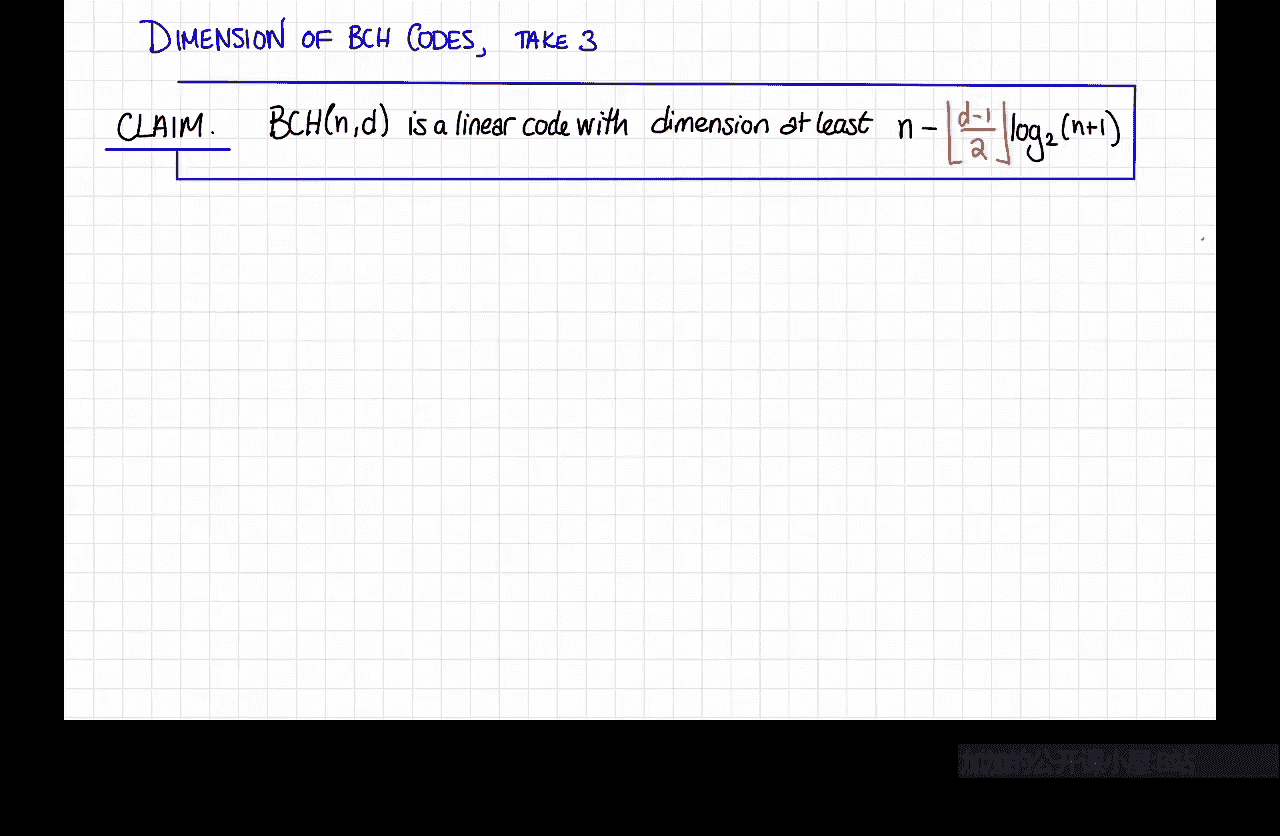 DIMENSION OF BCH CODES, TAKE 3
CLAIM. BCH(n,d) is a linear code with dimension at least n - ⌊(d-1)/2⌋ log₂(n+1)